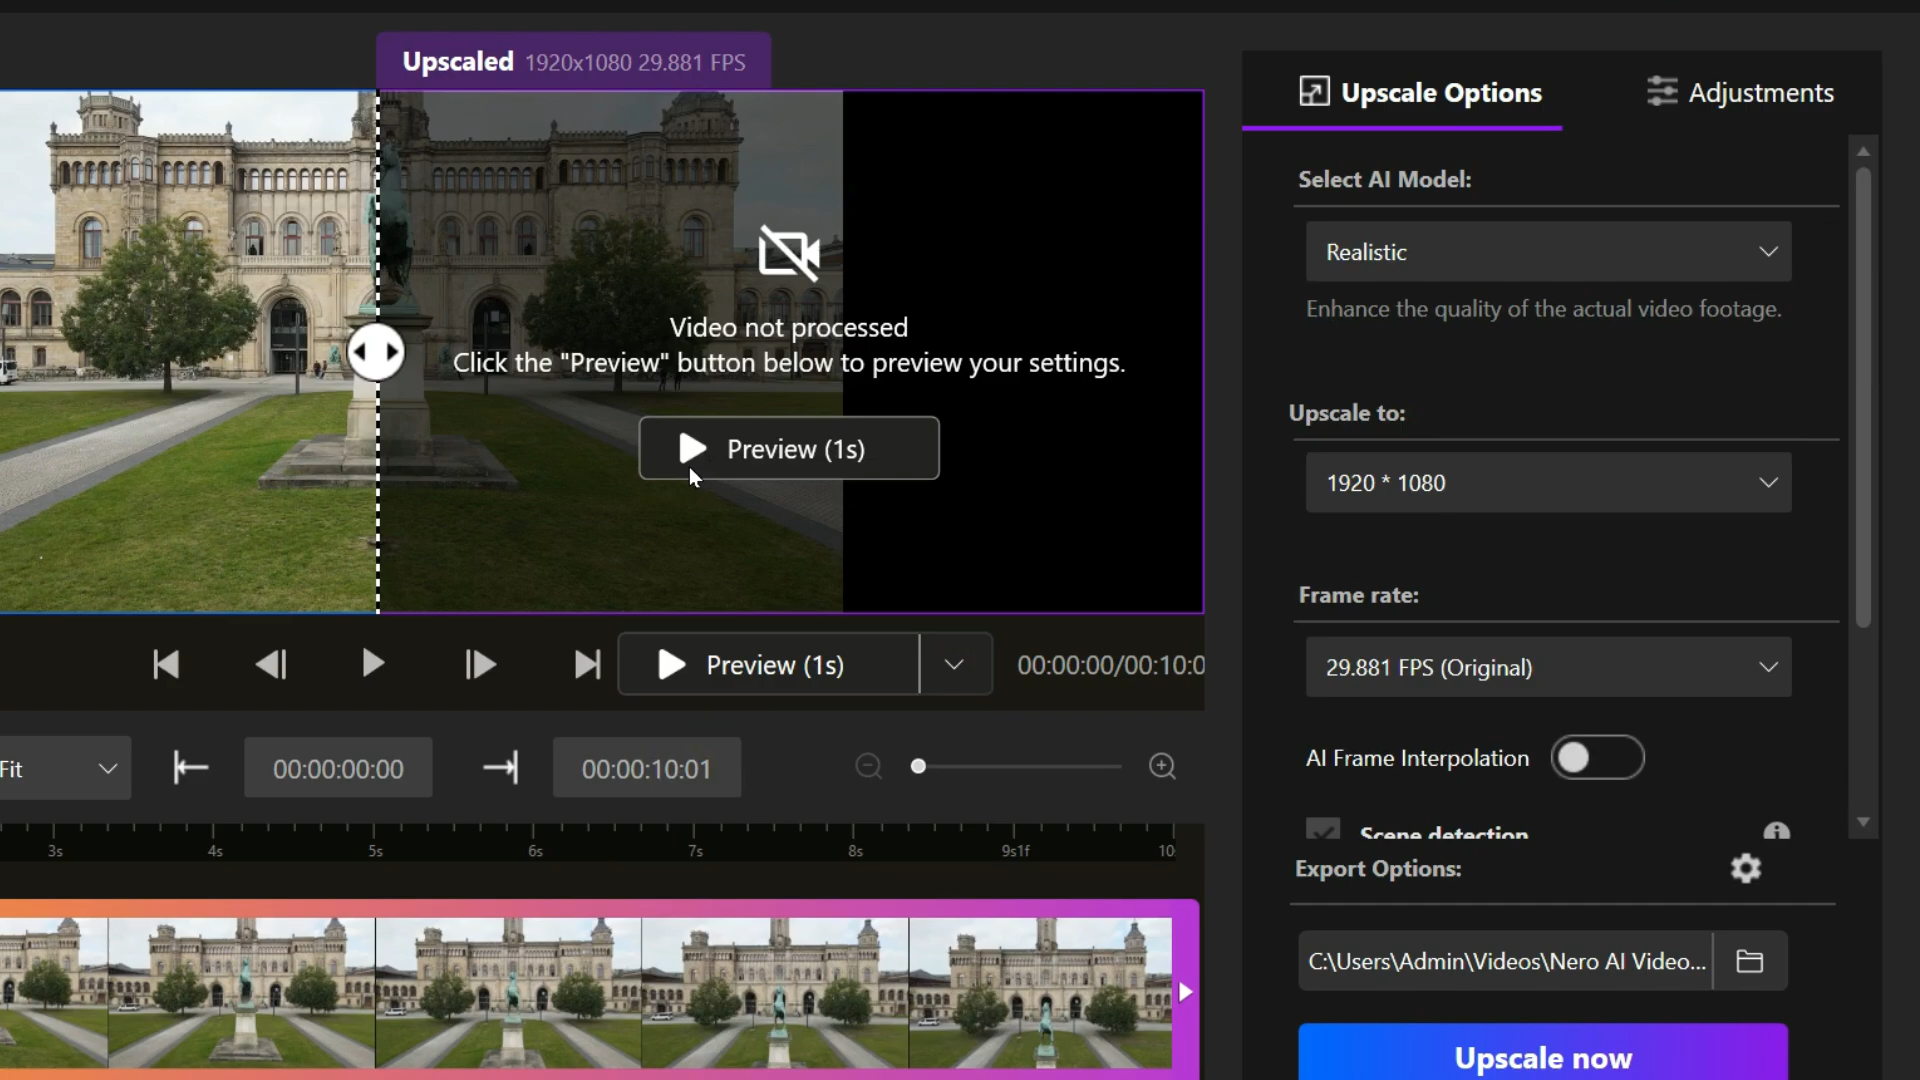 Upscaled 1920x1080 29.881 FPS
Video not processed
Click the "Preview" button below to preview your settings.
Preview (1s)
Preview (1s)
00:00:00/00:10:0
Fit
00:00:00:00
00:00:10:01
3s 4s 5s 6s 7s 8s 9s1f 10
Upscale Options
Adjustments
Select AI Model:
Realistic
Enhance the quality of the actual video footage.
Upscale to:
1920 * 1080
Frame rate:
29.881 FPS (Original)
AI Frame Interpolation
Scene detection
Export Options:
C:\Users\Admin\Videos\Nero AI Video...
Upscale now